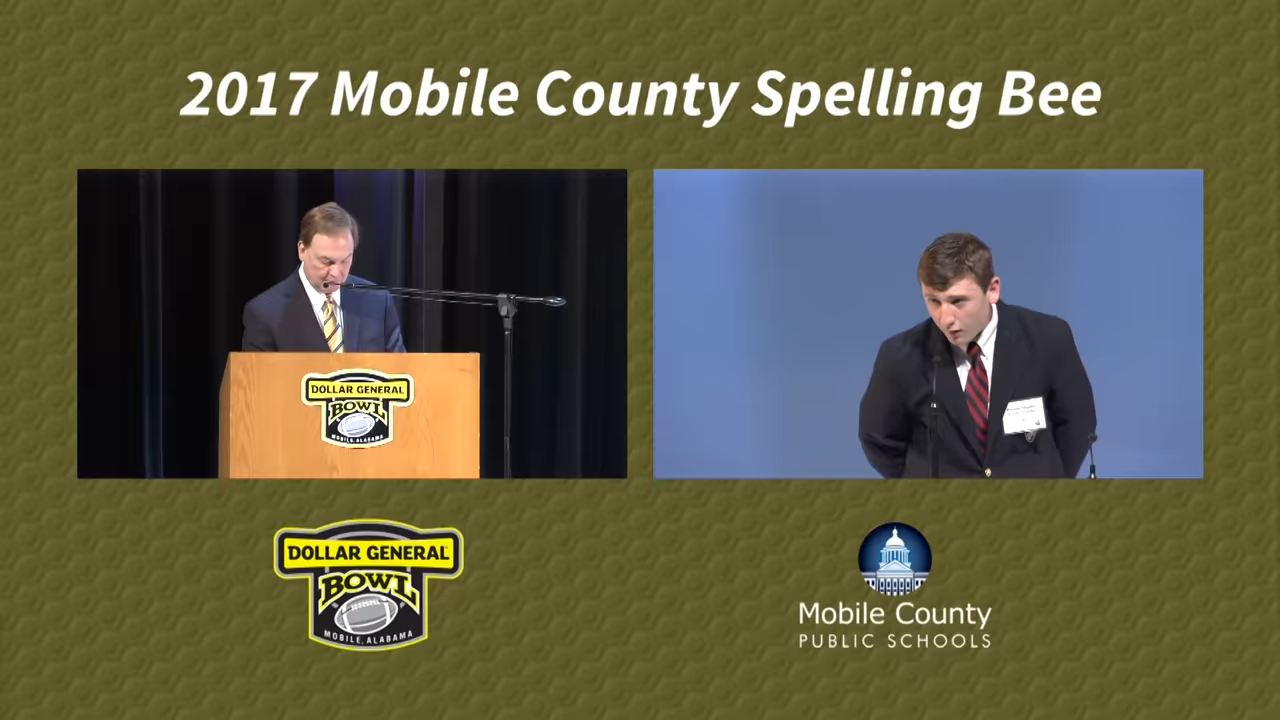 2017 Mobile County Spelling Bee
DOLLAR GENERAL
BOWL
MOBILE, ALABAMA
DOLLAR GENERAL
BOWL
MOBILE, ALABAMA
Mobile County
PUBLIC SCHOOLS